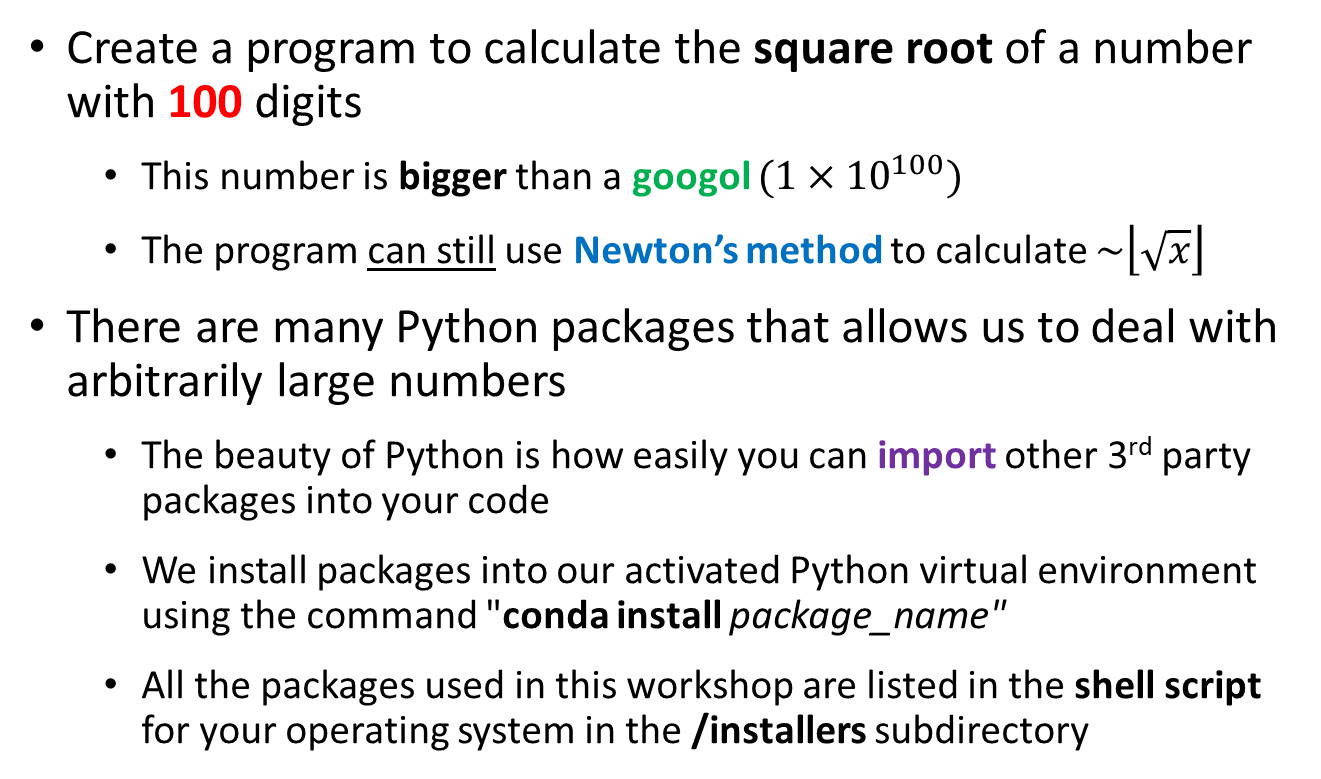 • Create a program to calculate the square root of a number
with 100 digits
• This number is bigger than a googol (1 × 10¹⁰⁰)
• The program can still use Newton's method to calculate ~⌊√x⌋
• There are many Python packages that allows us to deal with
arbitrarily large numbers
• The beauty of Python is how easily you can import other 3ʳᵈ party
packages into your code
• We install packages into our activated Python virtual environment
using the command "conda install package_name"
• All the packages used in this workshop are listed in the shell script
for your operating system in the /installers subdirectory